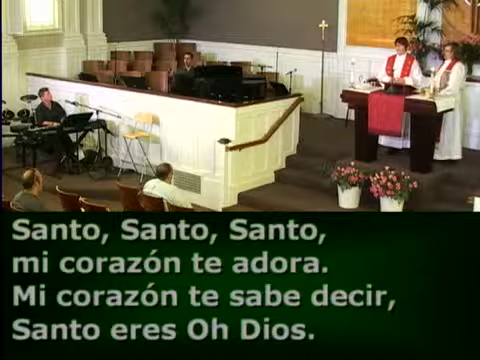 Santo, Santo, Santo,
mi corazón te adora.
Mi corazón te sabe decir,
Santo eres Oh Dios.